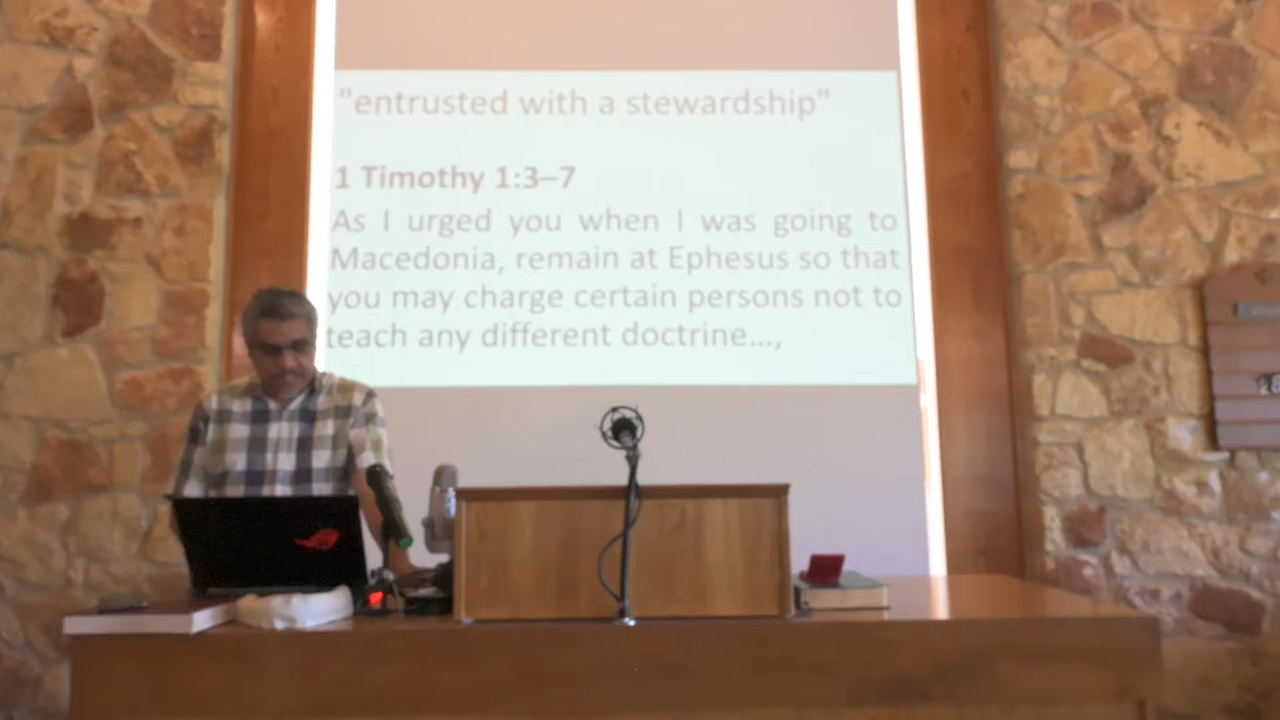 "entrusted with a stewardship"
1 Timothy 1:3–7
As I urged you when I was going to
Macedonia, remain at Ephesus so that
you may charge certain persons not to
teach any different doctrine...,